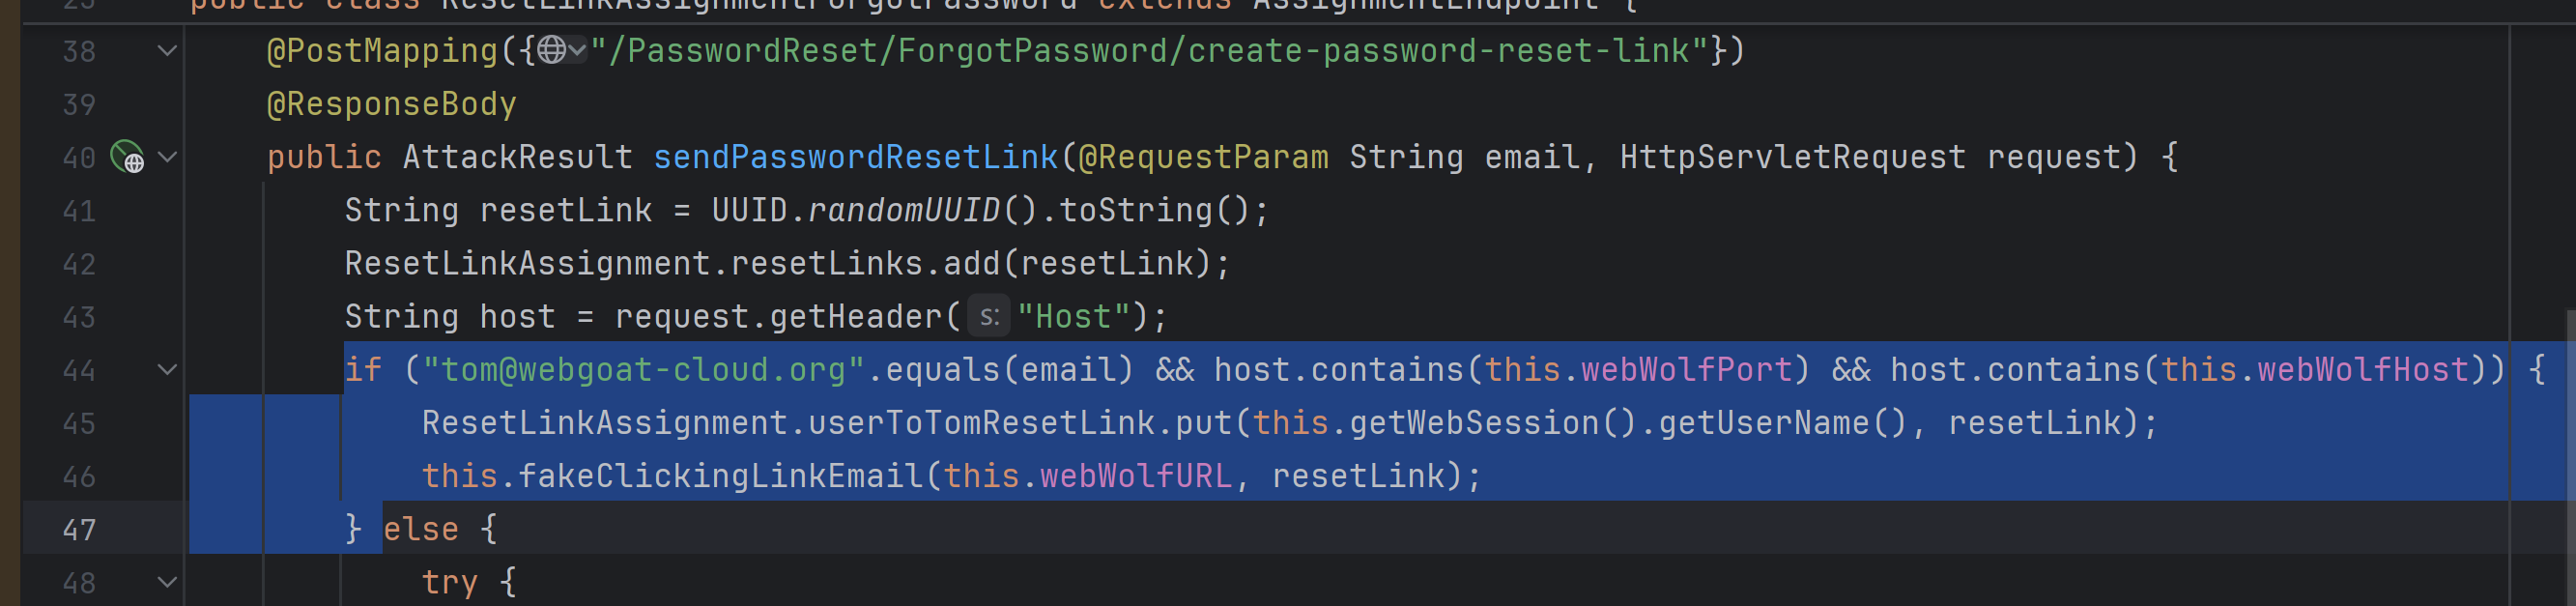 25 public class ResetLinkAssignmentForgotPassword extends AssignmentEndpoint {
38 @PostMapping({"/PasswordReset/ForgotPassword/create-password-reset-link"})
39 @ResponseBody
40 public AttackResult sendPasswordResetLink(@RequestParam String email, HttpServletRequest request) {
41 String resetLink = UUID.randomUUID().toString();
42 ResetLinkAssignment.resetLinks.add(resetLink);
43 String host = request.getHeader( s: "Host");
44 if ("tom@webgoat-cloud.org".equals(email) && host.contains(this.webWolfPort) && host.contains(this.webWolfHost)) {
45 ResetLinkAssignment.userToTomResetLink.put(this.getWebSession().getUserName(), resetLink);
46 this.fakeClickingLinkEmail(this.webWolfURL, resetLink);
47 } else {
48 try {